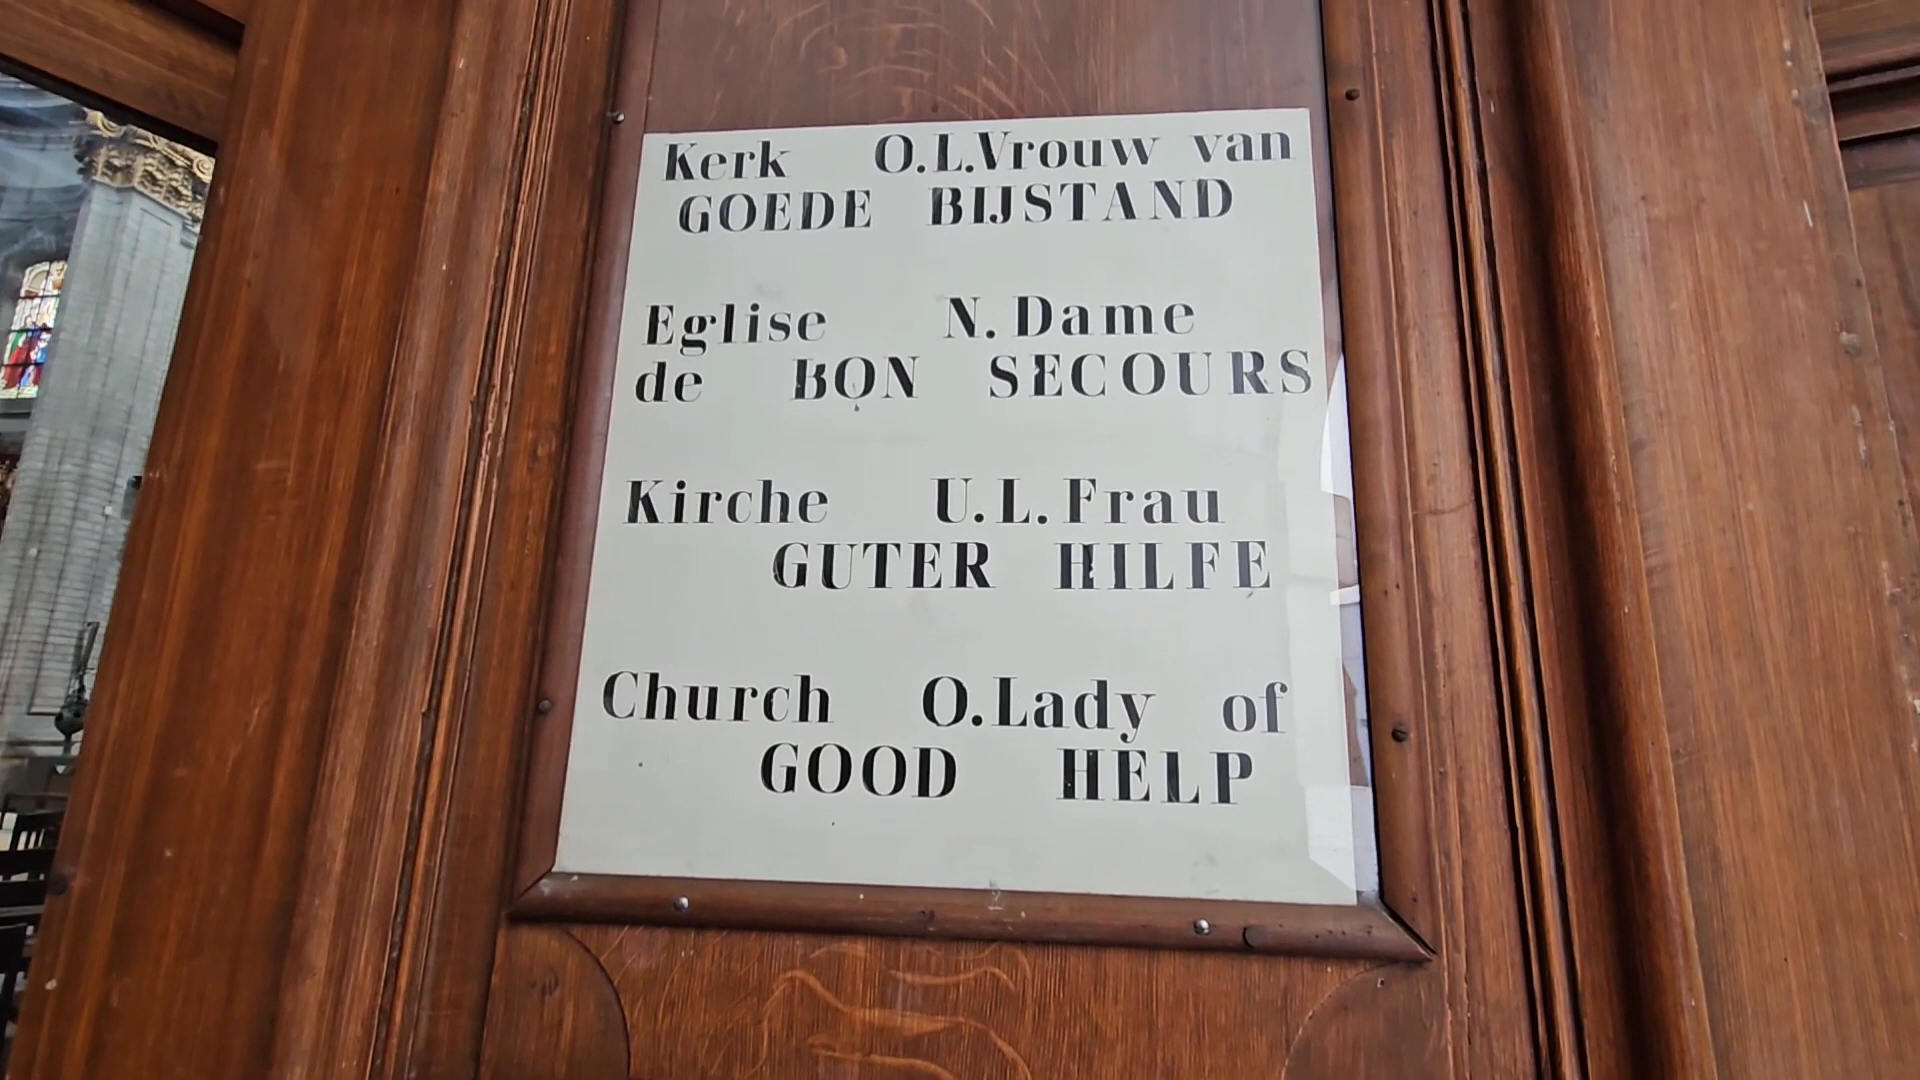 Kerk O.L.Vrouw van
GOEDE BIJSTAND
Eglise N.Dame
de BON SECOURS
Kirche U.L.Frau
GUTER HILFE
Church O.Lady of
GOOD HELP